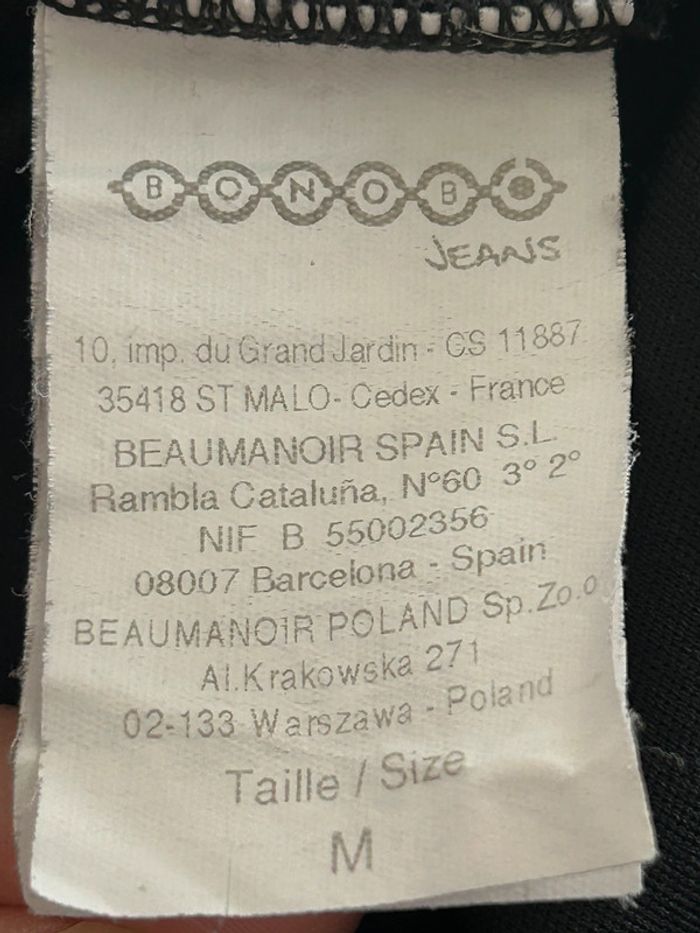 BONOBO
JEANS
10, imp. du Grand Jardin - CS 11887
35418 ST MALO- Cedex - France
BEAUMANOIR SPAIN S.L.
Rambla Cataluña, N°60 3° 2°
NIF B 55002356
08007 Barcelona - Spain
BEAUMANOIR POLAND Sp.Zo.o
Al.Krakowska 271
02-133 Warszawa - Poland
Taille / Size
M